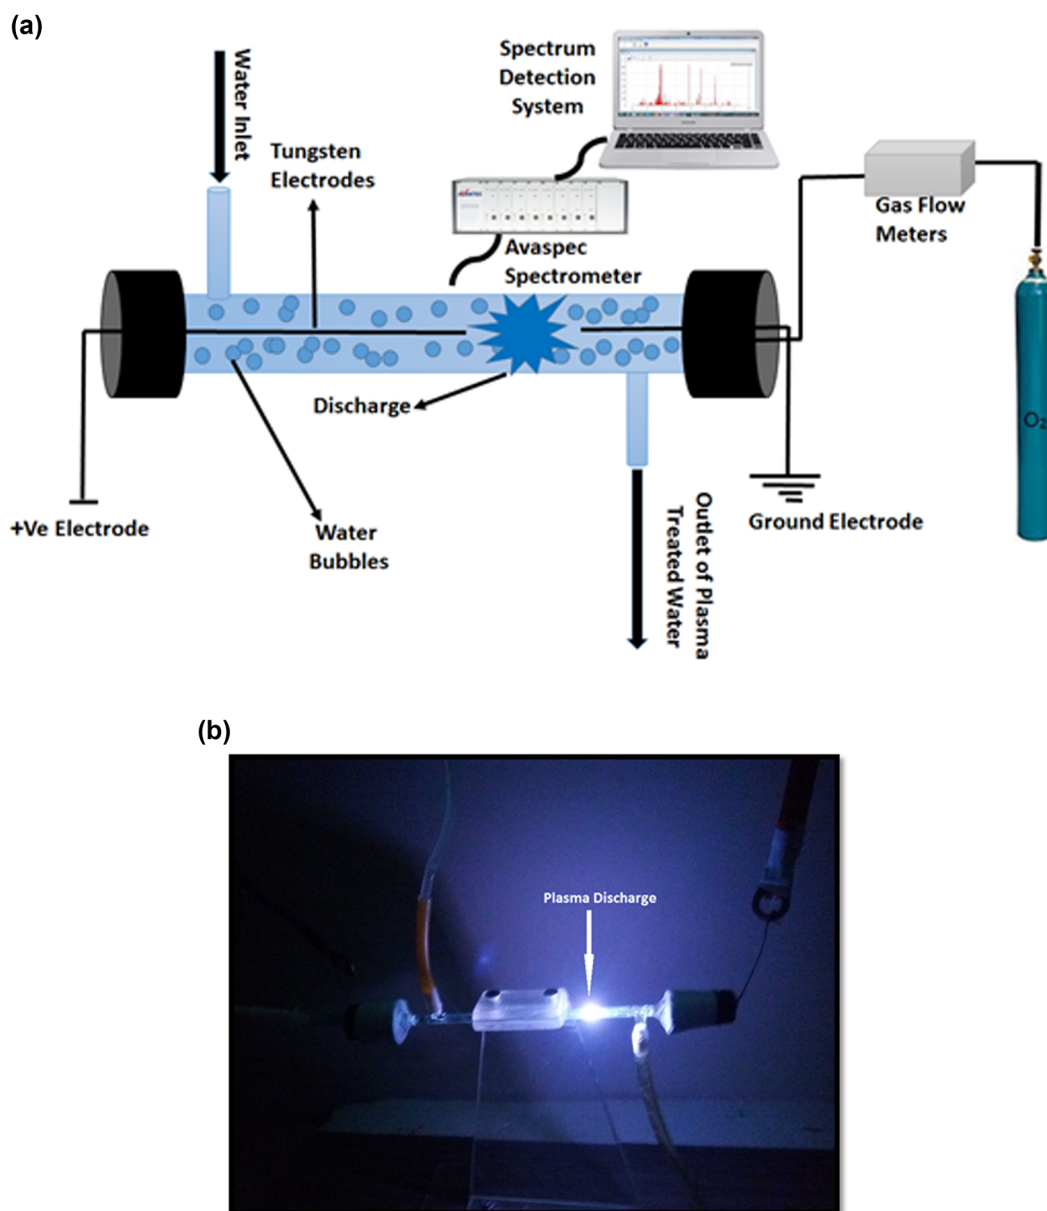 (a)
Water Inlet
Tungsten
Electrodes
Spectrum
Detection
System
Gas Flow
Meters
Avaspec
Spectrometer
Discharge
O2
+Ve Electrode
Water
Bubbles
Ground Electrode
Outlet of Plasma
Treated Water
(b)
Plasma Discharge